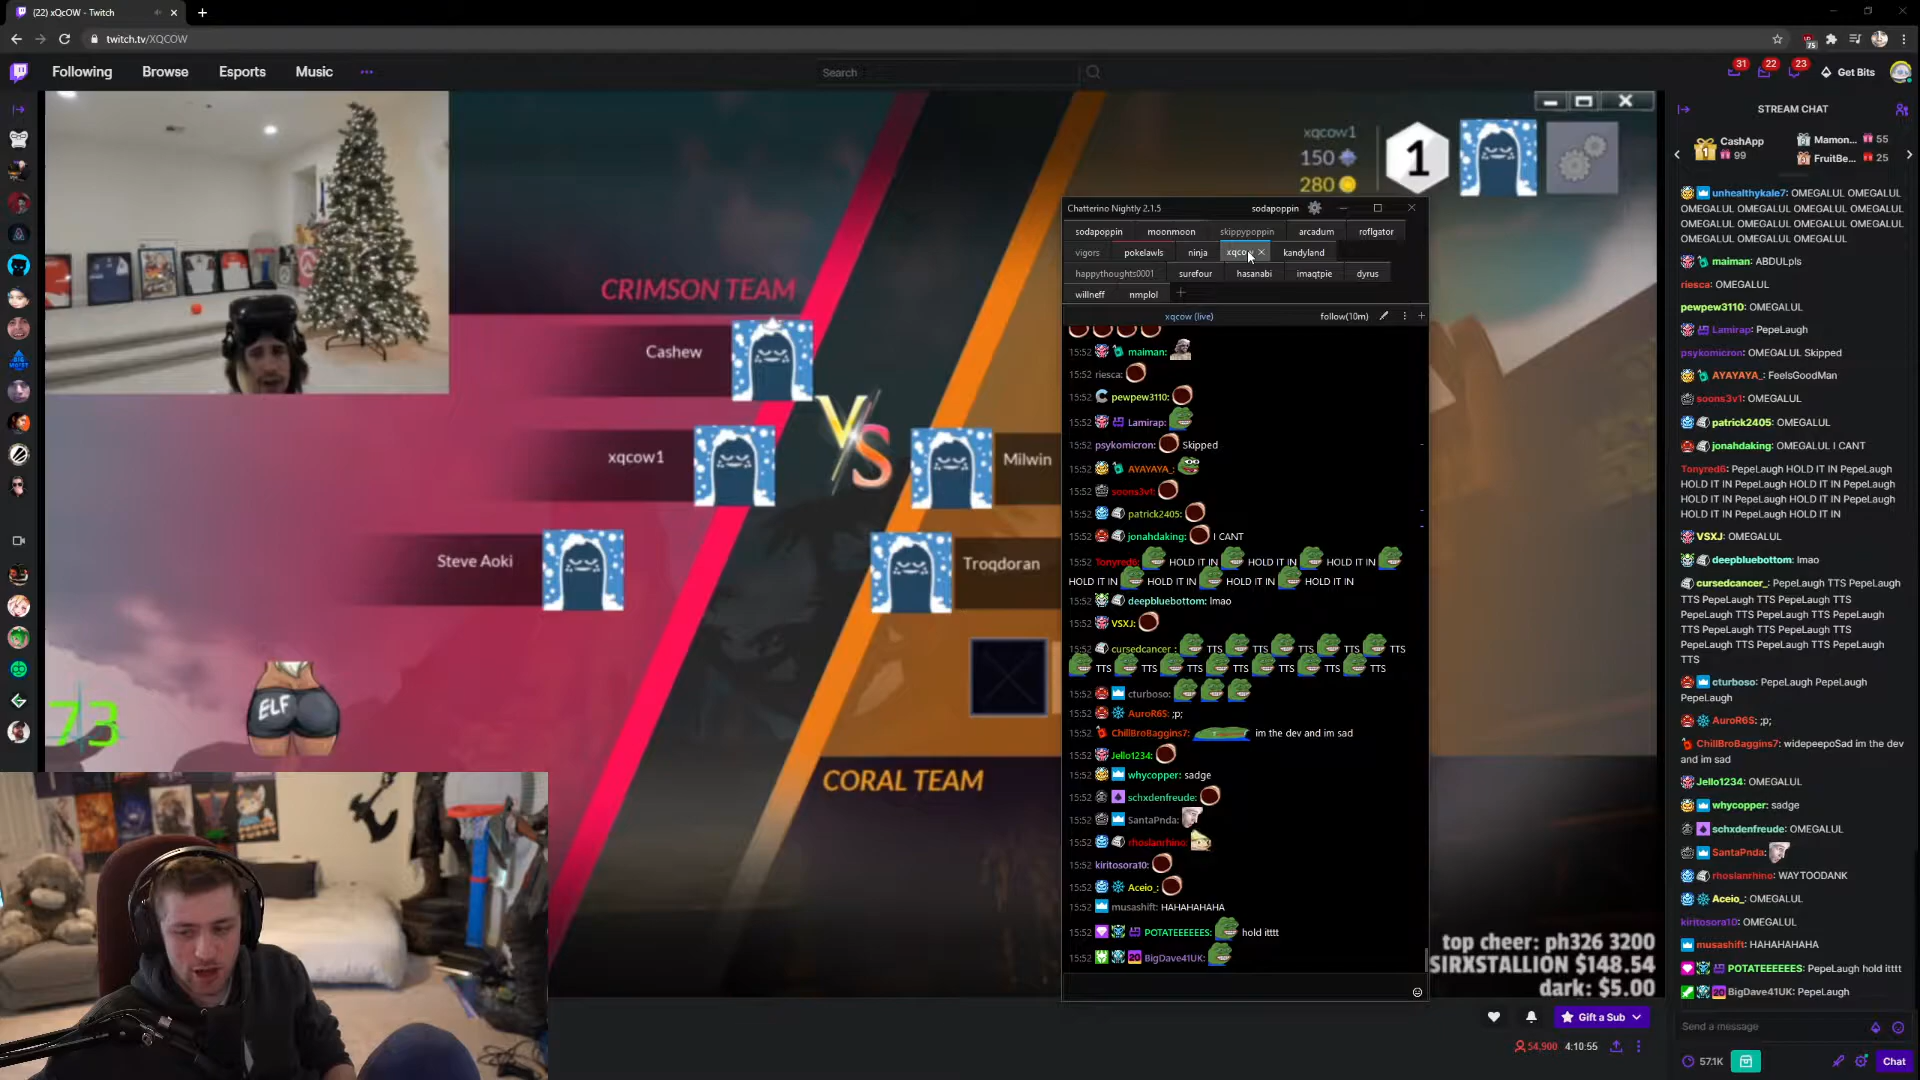 (22) xQcOW - Twitch
twitch.tv/XQCOW
75
Following
Browse
Esports
Music
Search
31
22
23
Get Bits
xqcow1
150
280
1
CRIMSON TEAM
Cashew
xqcow1
Steve Aoki
VS
Milwin
Troqdoran
CORAL TEAM
ELF
73
Chatterino Nightly 2.1.5
sodapoppin
sodapoppin
moonmoon
skippypoppin
arcadum
roflgator
vigors
pokelawls
ninja
xqcow
kandyland
happythoughts0001
surefour
hasanabi
imaqtpie
dyrus
willneff
nmplol
xqcow (live)
follow(10m)
15:52 maiman:
15:52 riesca:
15:52 pewpew3110:
15:52 Lamirap:
15:52 psykomicron: Skipped
15:52 AYAYAYA_:
15:52 soons3v1:
15:52 patrick2405:
15:52 jonahdaking: I CANT
15:52 Tonyred6: HOLD IT IN HOLD IT IN HOLD IT IN
HOLD IT IN HOLD IT IN HOLD IT IN HOLD IT IN
15:52 deepbluebottom: lmao
15:52 VSXJ:
15:52 cursedcancer_: TTS TTS TTS TTS TTS
TTS TTS TTS TTS TTS TTS TTS
15:52 cturboso:
15:52 AuroR6S: ;p;
15:52 ChillBroBaggins7: im the dev and im sad
15:52 Jello1234:
15:52 whycopper: sadge
15:52 schxdenfreude:
15:52 SantaPnda:
15:52 rhoslanrhino:
15:52 kiritosora10:
15:52 Aceio_:
15:52 musashift: HAHAHAHAHA
15:52 POTATEEEEEES: hold itttt
15:52 BigDave41UK:
top cheer: ph326 3200
SIRXSTALLION $148.54
dark: $5.00
Gift a Sub
54,900
4:10:55
STREAM CHAT
1
CashApp
99
Mamon... 55
FruitBe... 25
unhealthykale7: OMEGALUL OMEGALUL
OMEGALUL OMEGALUL OMEGALUL OMEGALUL
OMEGALUL OMEGALUL OMEGALUL OMEGALUL
OMEGALUL OMEGALUL
maiman: ABDULpls
riesca: OMEGALUL
pewpew3110: OMEGALUL
Lamirap: PepeLaugh
psykomicron: OMEGALUL Skipped
AYAYAYA_: FeelsGoodMan
soons3v1: OMEGALUL
patrick2405: OMEGALUL
jonahdaking: OMEGALUL I CANT
Tonyred6: PepeLaugh HOLD IT IN PepeLaugh
HOLD IT IN PepeLaugh HOLD IT IN PepeLaugh
HOLD IT IN PepeLaugh HOLD IT IN PepeLaugh
HOLD IT IN PepeLaugh HOLD IT IN
VSXJ: OMEGALUL
deepbluebottom: lmao
cursedcancer_: PepeLaugh TTS PepeLaugh
TTS PepeLaugh TTS PepeLaugh TTS
PepeLaugh TTS PepeLaugh TTS PepeLaugh
TTS PepeLaugh TTS PepeLaugh TTS
PepeLaugh TTS PepeLaugh TTS PepeLaugh
TTS
cturboso: PepeLaugh PepeLaugh
PepeLaugh
AuroR6S: ;p;
ChillBroBaggins7: widepeepoSad im the dev
and im sad
Jello1234: OMEGALUL
whycopper: sadge
schxdenfreude: OMEGALUL
SantaPnda:
rhoslanrhino: WAYTOODANK
Aceio_: OMEGALUL
kiritosora10: OMEGALUL
musashift: HAHAHAHAHA
POTATEEEEEES: PepeLaugh hold itttt
BigDave41UK: PepeLaugh
Send a message
57.1K
Chat